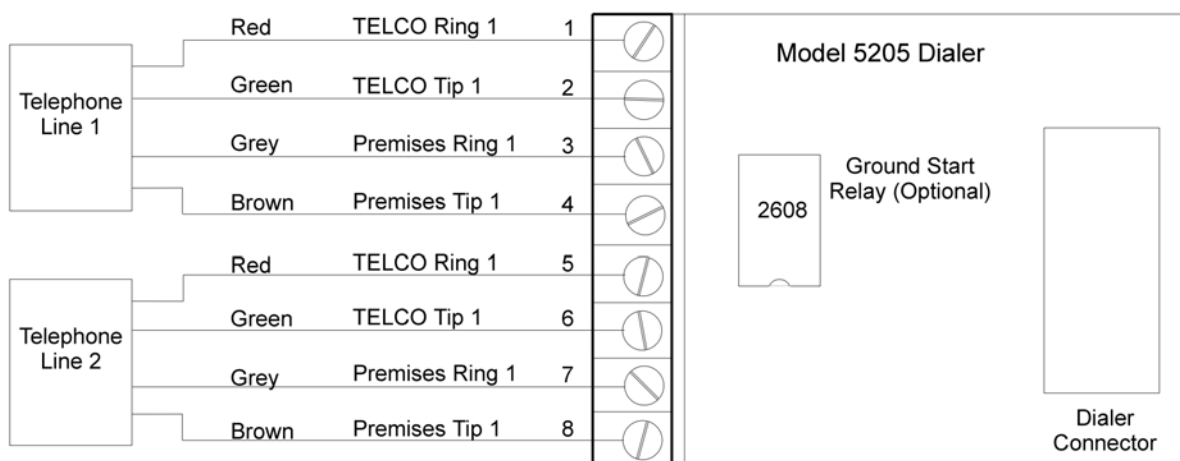 Red TELCO Ring 1 1
Green TELCO Tip 1 2
Grey Premises Ring 1 3
Brown Premises Tip 1 4
Telephone
Line 1
Red TELCO Ring 1 5
Green TELCO Tip 1 6
Grey Premises Ring 1 7
Brown Premises Tip 1 8
Telephone
Line 2
Model 5205 Dialer
2608
Ground Start
Relay (Optional)
Dialer
Connector